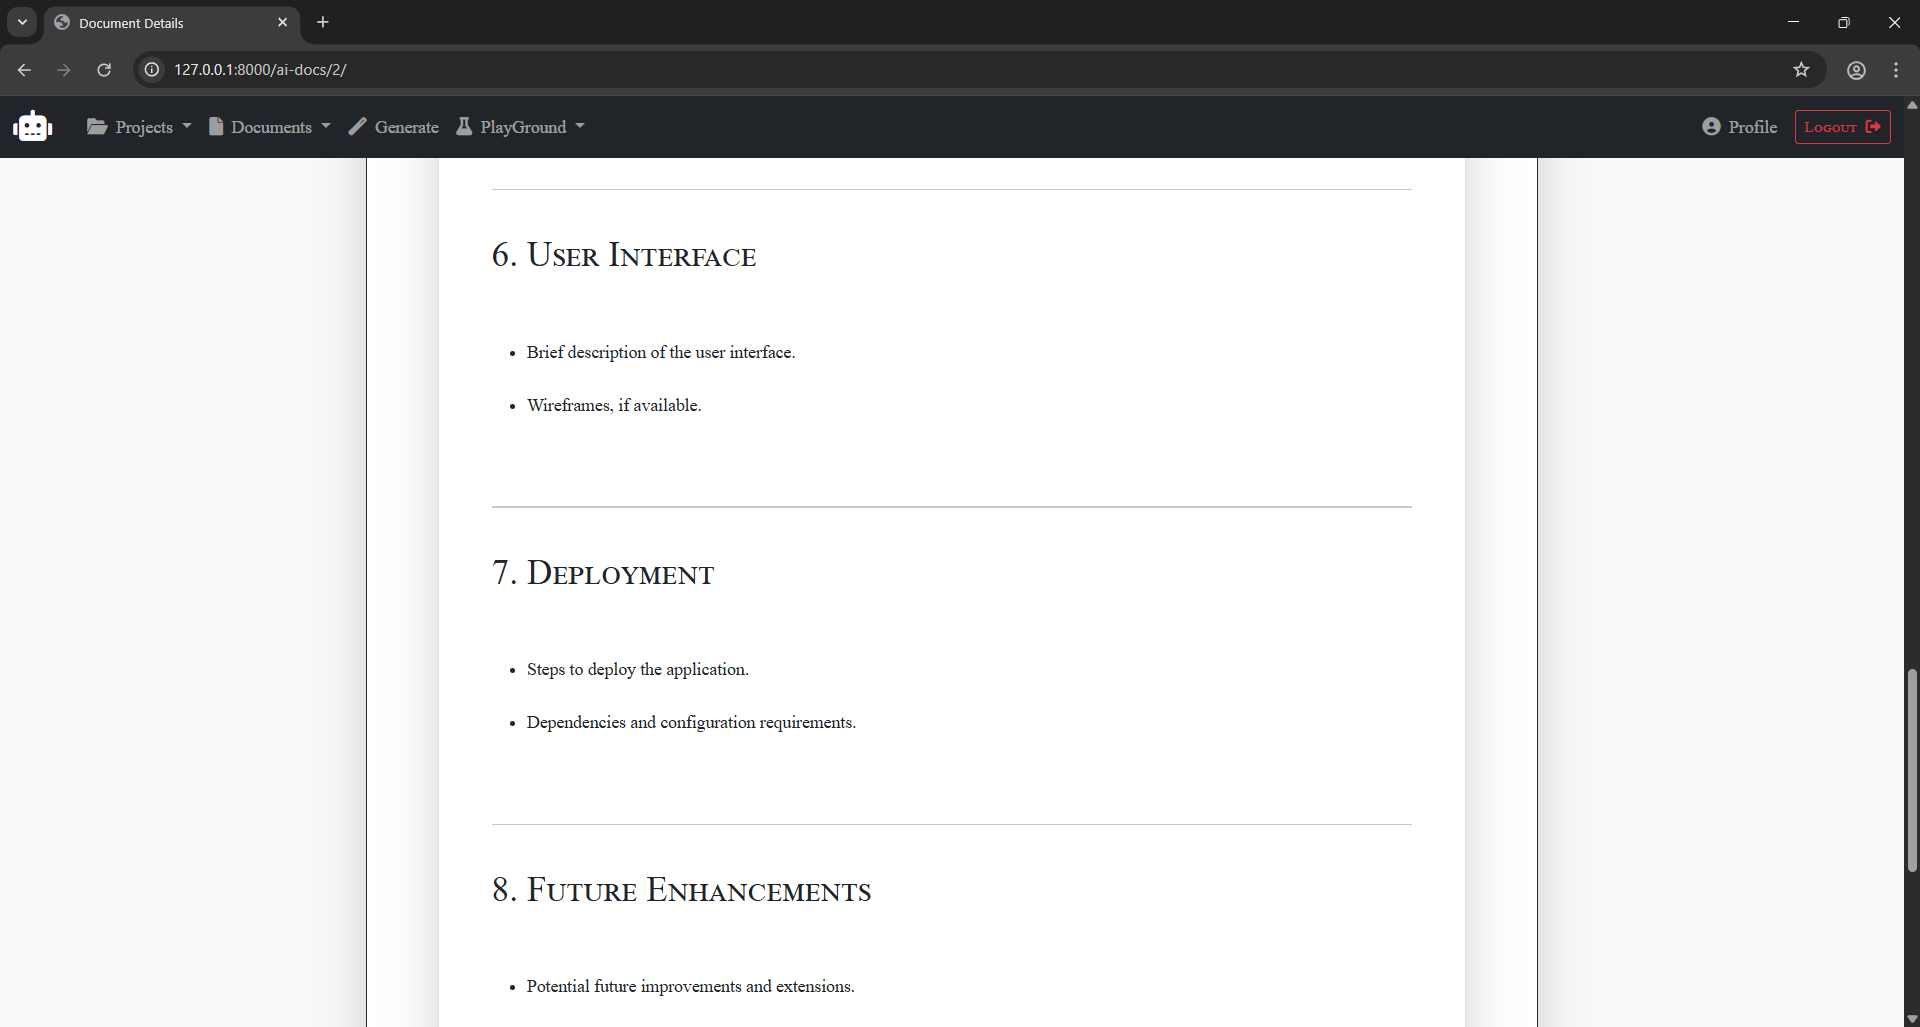 Document Details
127.0.0.1:8000/ai-docs/2/
Projects Documents Generate PlayGround Profile Logout
6. User Interface
• Brief description of the user interface.
• Wireframes, if available.
7. Deployment
• Steps to deploy the application.
• Dependencies and configuration requirements.
8. Future Enhancements
• Potential future improvements and extensions.